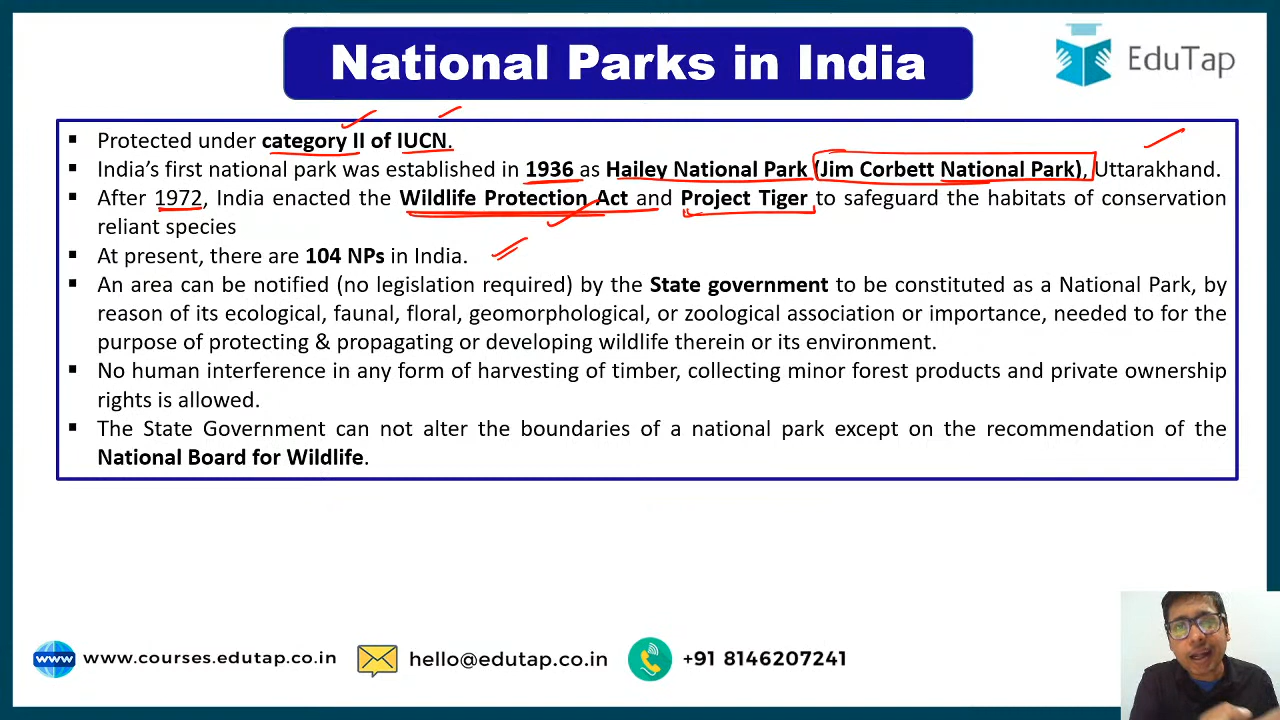 National Parks in India
EduTap
▪ Protected under category II of IUCN.
▪ India's first national park was established in 1936 as Hailey National Park (Jim Corbett National Park), Uttarakhand.
▪ After 1972, India enacted the Wildlife Protection Act and Project Tiger to safeguard the habitats of conservation
reliant species
▪ At present, there are 104 NPs in India.
▪ An area can be notified (no legislation required) by the State government to be constituted as a National Park, by
reason of its ecological, faunal, floral, geomorphological, or zoological association or importance, needed to for the
purpose of protecting & propagating or developing wildlife therein or its environment.
▪ No human interference in any form of harvesting of timber, collecting minor forest products and private ownership
rights is allowed.
▪ The State Government can not alter the boundaries of a national park except on the recommendation of the
National Board for Wildlife.
www www.courses.edutap.co.in hello@edutap.co.in +91 8146207241